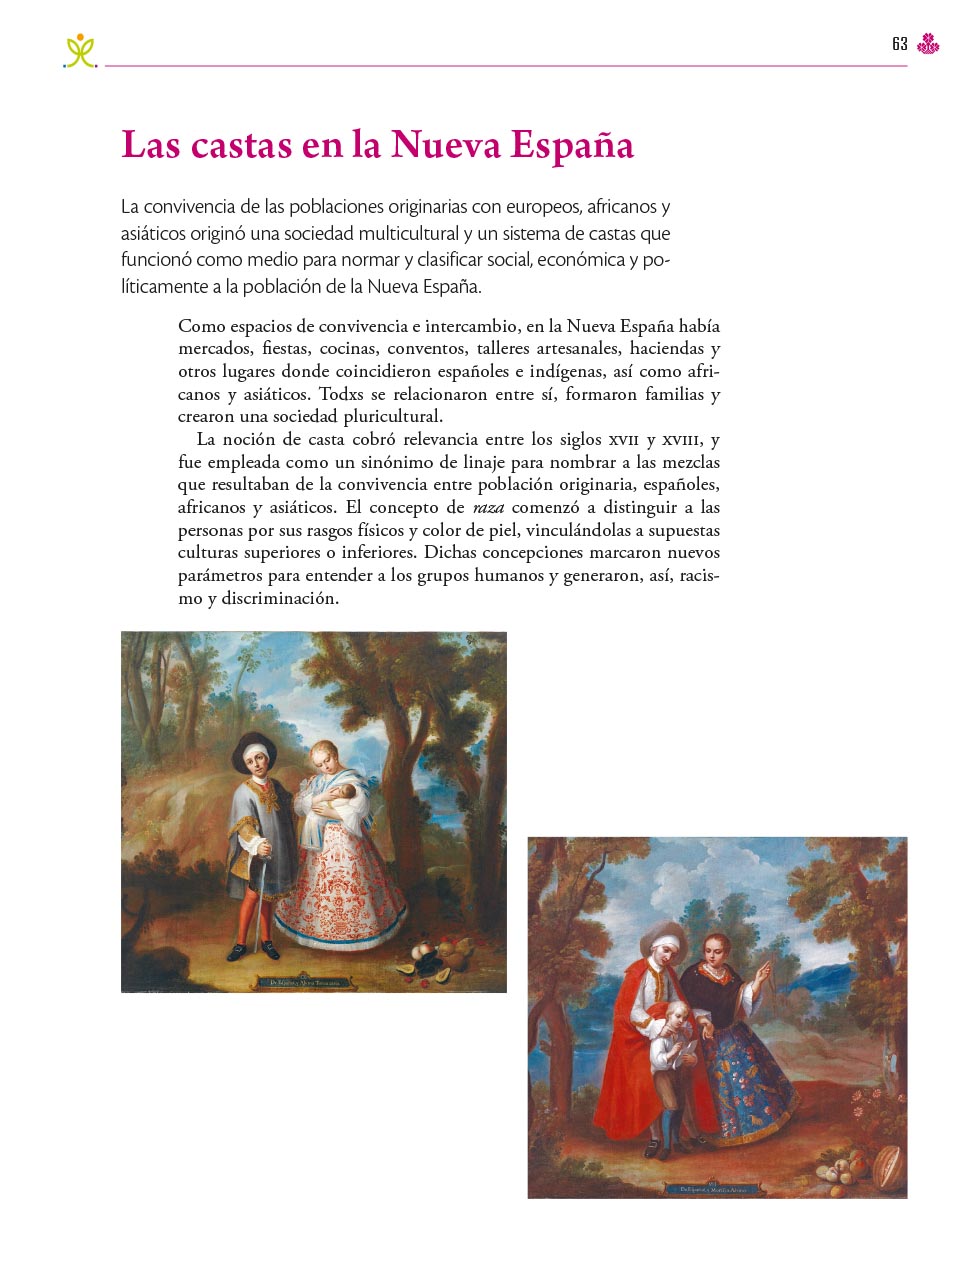 63
Las castas en la Nueva España
La convivencia de las poblaciones originarias con europeos, africanos y
asiáticos originó una sociedad multicultural y un sistema de castas que
funcionó como medio para normar y clasificar social, económica y po-
líticamente a la población de la Nueva España.
Como espacios de convivencia e intercambio, en la Nueva España había
mercados, fiestas, cocinas, conventos, talleres artesanales, haciendas y
otros lugares donde coincidieron españoles e indígenas, así como afri-
canos y asiáticos. Todxs se relacionaron entre sí, formaron familias y
crearon una sociedad pluricultural.
La noción de casta cobró relevancia entre los siglos XVII y XVIII, y
fue empleada como un sinónimo de linaje para nombrar a las mezclas
que resultaban de la convivencia entre población originaria, españoles,
africanos y asiáticos. El concepto de raza comenzó a distinguir a las
personas por sus rasgos físicos y color de piel, vinculándolas a supuestas
culturas superiores o inferiores. Dichas concepciones marcaron nuevos
parámetros para entender a los grupos humanos y generaron, así, racis-
mo y discriminación.